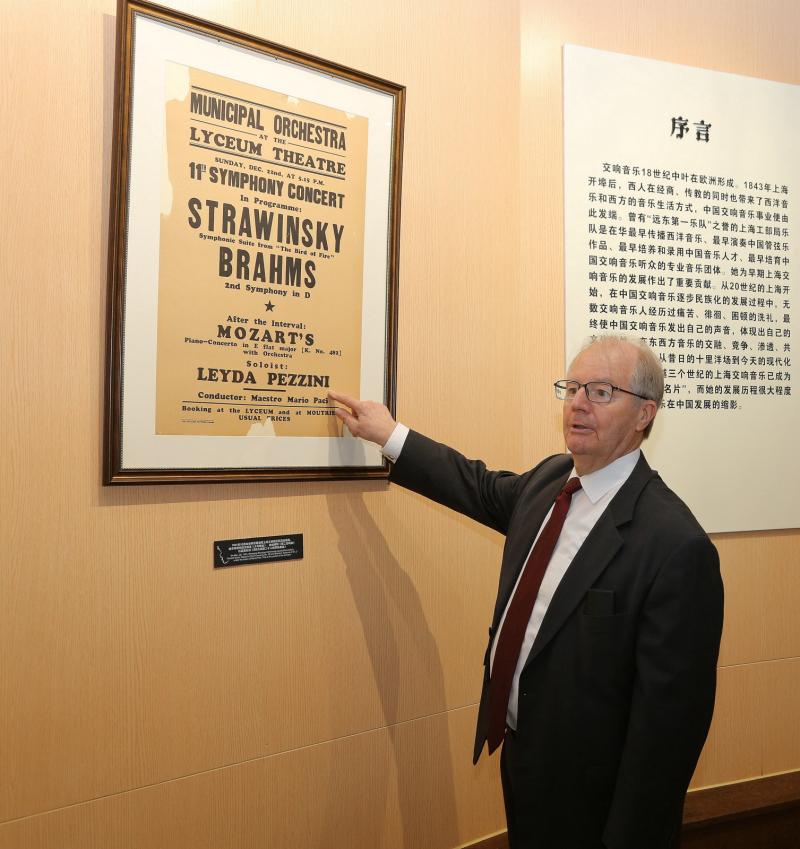 MUNICIPAL ORCHESTRA
AT THE
LYCEUM THEATRE
SUNDAY, DEC. 22nd, AT 5.15 P.M.
11TH SYMPHONY CONCERT
In Programme:
STRAWINSKY
Symphonic Suite from "The Bird of Fire"
BRAHMS
2nd Symphony in D
After the Interval:
MOZART'S
Piano-Concerto in E flat major [K. No. 482]
with Orchestra
Soloist:
LEYDA PEZZINI
Conductor: Maestro Mario Paci
Booking at the LYCEUM and at MOUTRIE
USUAL PRICES
序言
交响音乐18世纪中叶在欧洲形成。1843年上海
开埠后，西人在经商、传教的同时也带来了西洋音
乐和西方的音乐生活方式，中国交响音乐事业便由
此发端。曾有“远东第一乐队”之誉的上海工部局乐
队是在华最早传播西洋音乐、最早演奏中国管弦乐
作品、最早培养和录用中国音乐人才、最早培育中
国交响音乐听众的专业音乐团体。她为早期上海交
响音乐的发展作出了重要贡献。从20世纪的上海开
始，在中国交响音乐逐步民族化的发展过程中，无
数交响音乐人经历过痛苦、徘徊、困顿的洗礼，最
终使中国交响音乐发出自己的声音，体现出自己的
东西方音乐的交融、竞争、渗透、共
从昔日的十里洋场到今天的现代化
三个世纪的上海交响音乐已成为
名片”，而她的发展历程很大程度
乐在中国发展的缩影。